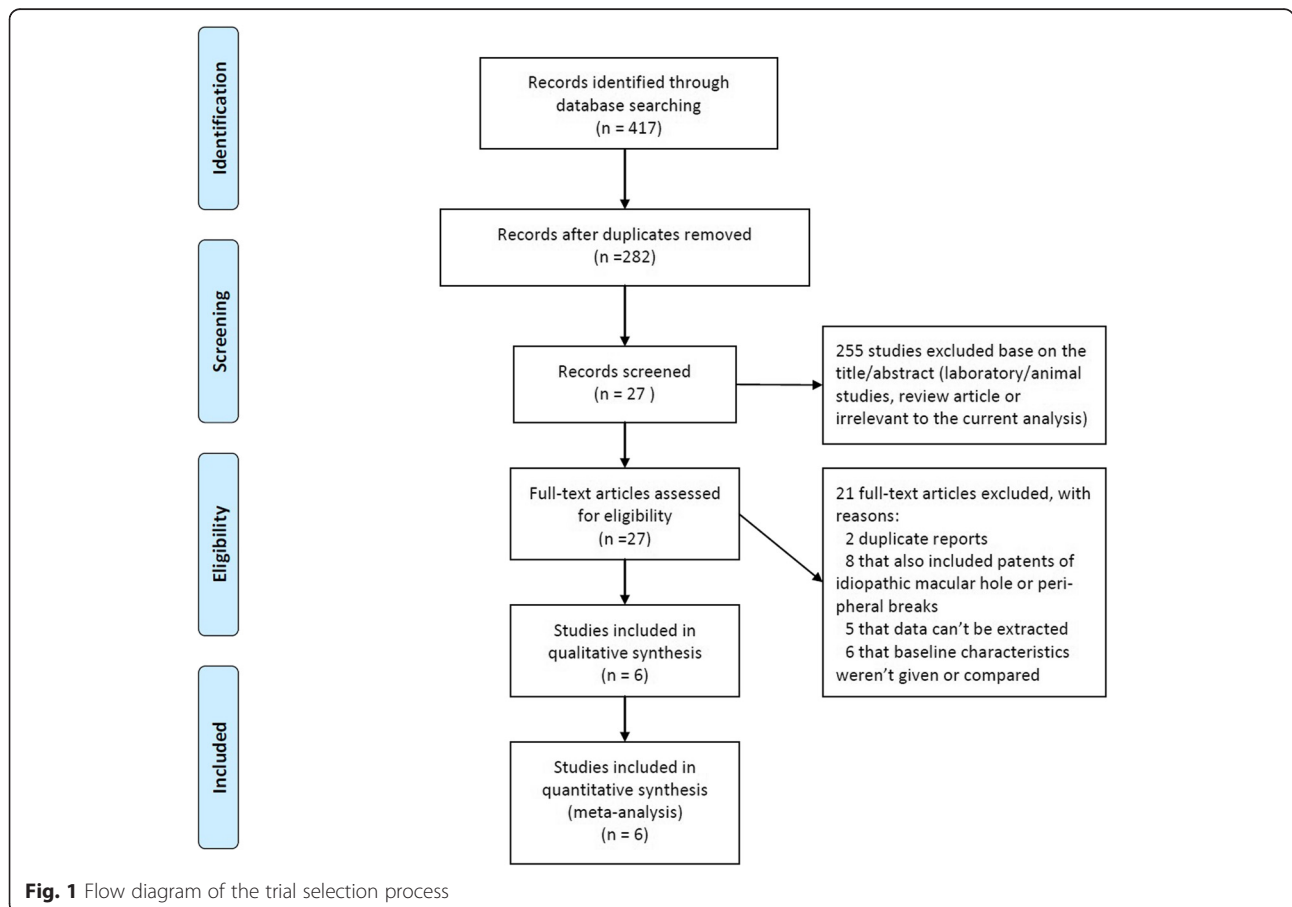 Identification
Records identified through
database searching
(n = 417)
Records after duplicates removed
(n =282)
Screening
Records screened
(n = 27 )
255 studies excluded base on the
title/abstract (laboratory/animal
studies, review article or
irrelevant to the current analysis)
Eligibility
Full-text articles assessed
for eligibility
(n =27)
21 full-text articles excluded, with
reasons:
2 duplicate reports
8 that also included patents of
idiopathic macular hole or peri-
pheral breaks
5 that data can't be extracted
6 that baseline characteristics
weren't given or compared
Studies included in
qualitative synthesis
(n = 6)
Included
Studies included in
quantitative synthesis
(meta-analysis)
(n = 6)
Fig. 1 Flow diagram of the trial selection process